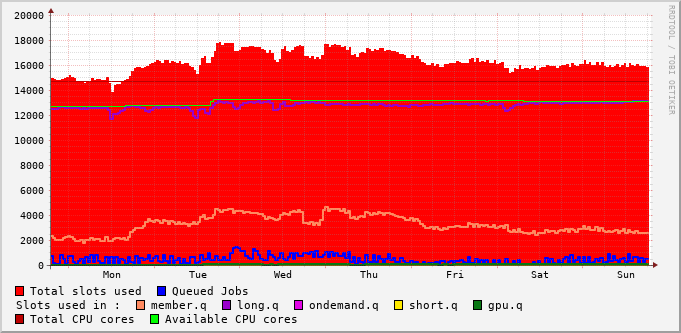 20000
18000
16000
14000
12000
10000
8000
6000
4000
2000
0
Mon Tue Wed Thu Fri Sat Sun
Total slots used Queued Jobs
Slots used in : member.q long.q ondemand.q short.q gpu.q
Total CPU cores Available CPU cores
RRDTOOL / TOBI OETIKER